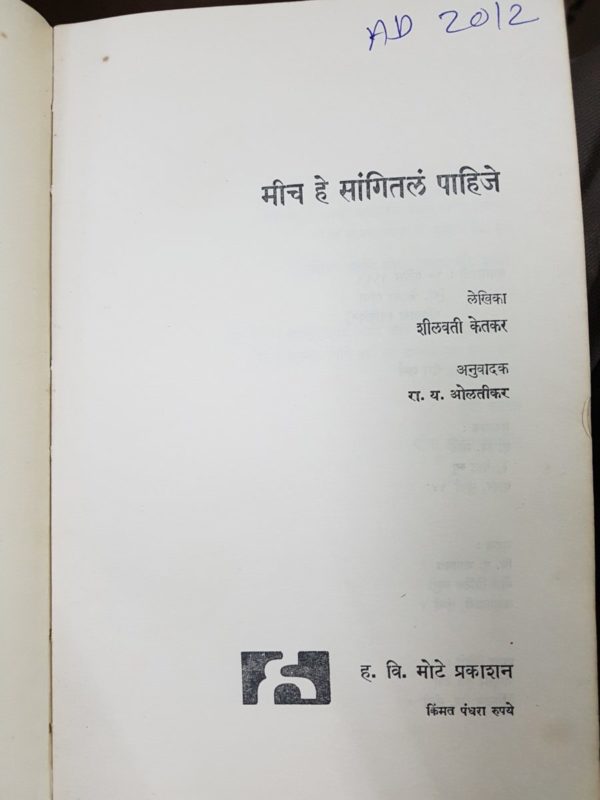 AD 2012
मीच हे सांगितलं पाहिजे
लेखिका
शीलवती केतकर
अनुवादक
रा. य. ओलतीकर
ह. वि. मोटे प्रकाशन
किंमत पंधरा रुपये